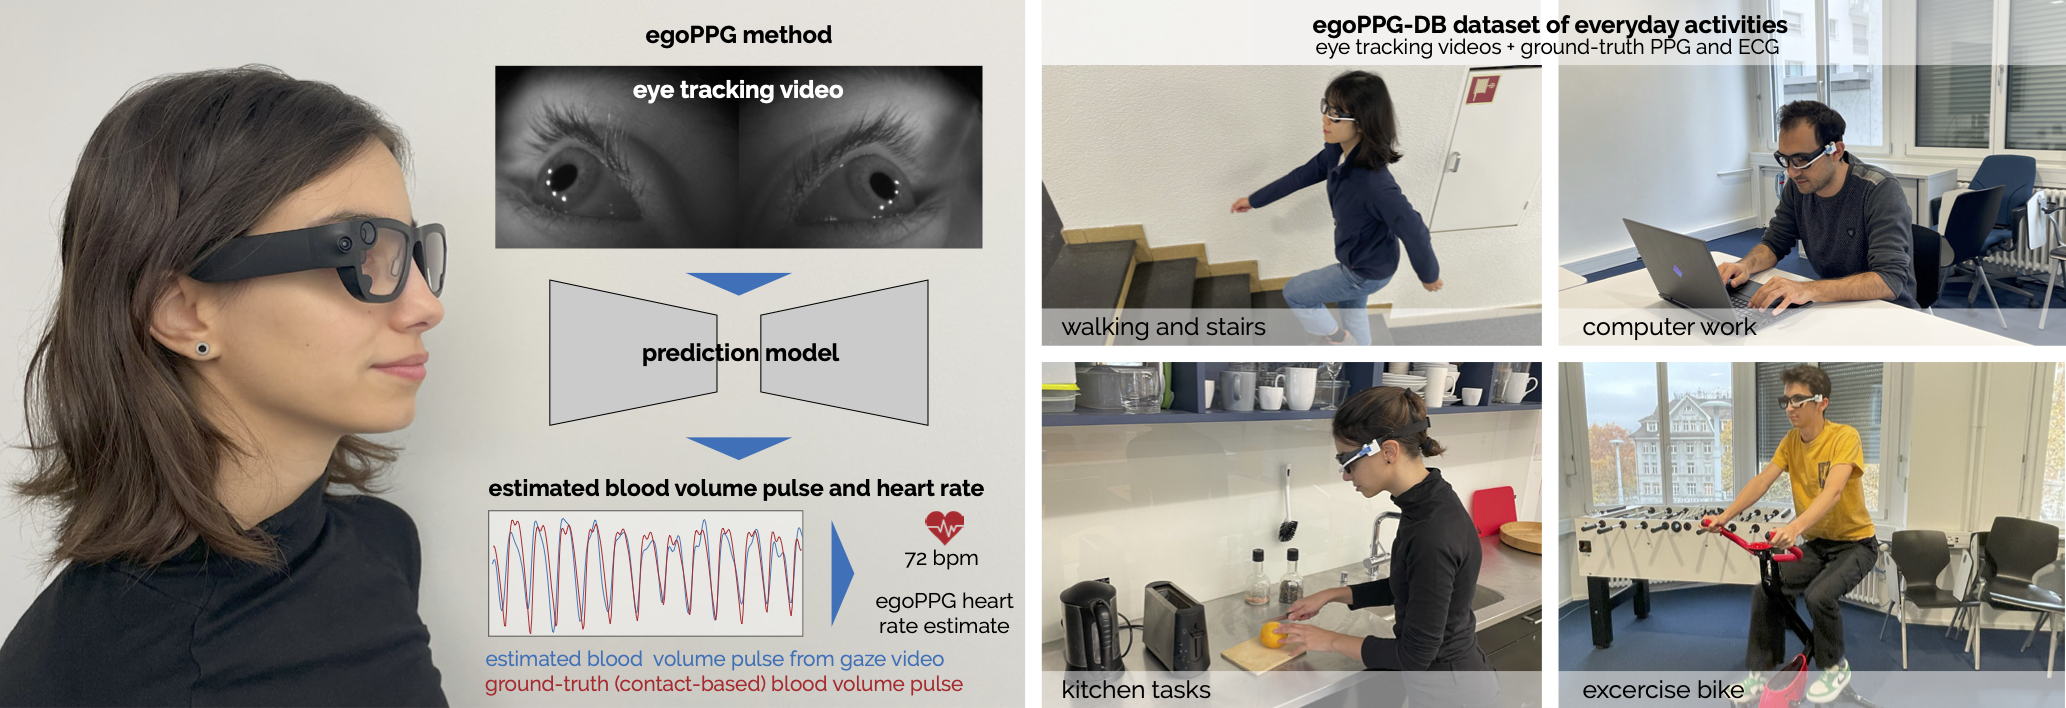 egoPPG method
eye tracking video
prediction model
estimated blood volume pulse and heart rate
72 bpm
egoPPG heart
rate estimate
estimated blood volume pulse from gaze video
ground-truth (contact-based) blood volume pulse
egoPPG-DB dataset of everyday activities
eye tracking videos + ground-truth PPG and ECG
walking and stairs
computer work
kitchen tasks
excercise bike